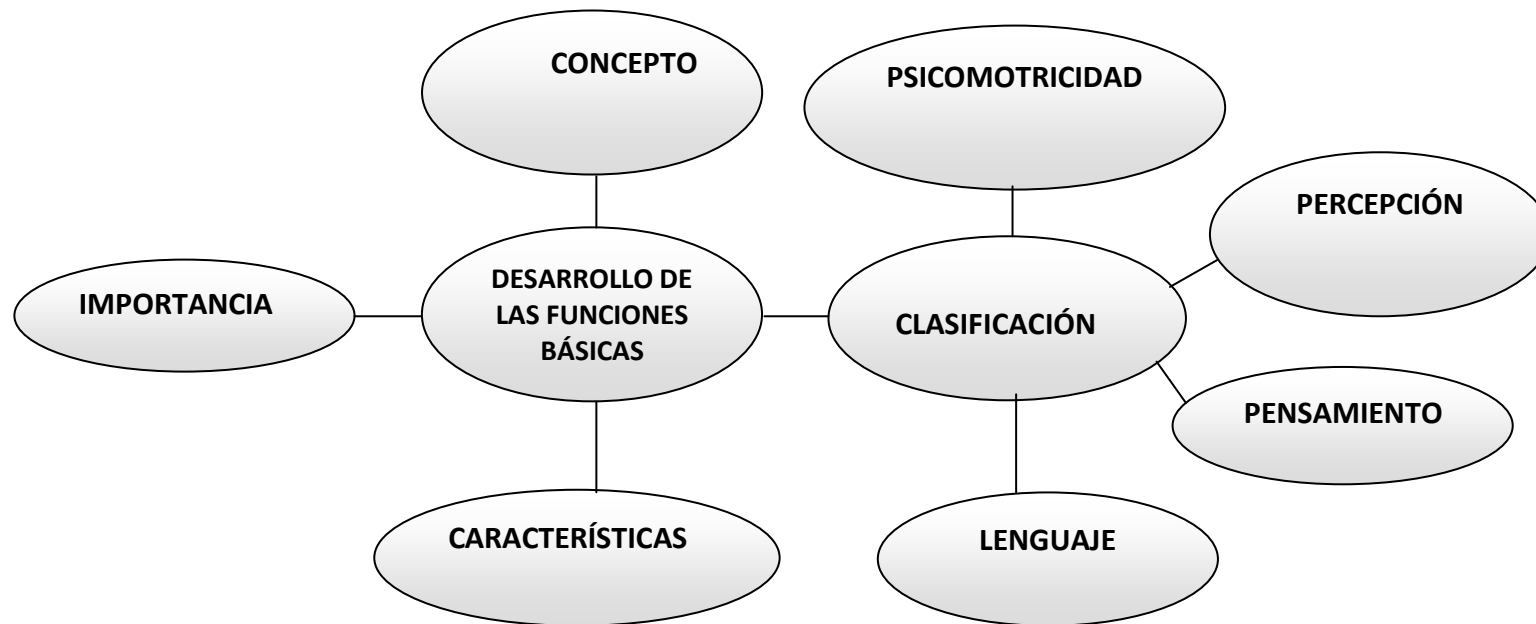 CONCEPTO
PSICOMOTRICIDAD
PERCEPCIÓN
IMPORTANCIA
DESARROLLO DE
LAS FUNCIONES
BÁSICAS
CLASIFICACIÓN
PENSAMIENTO
CARACTERÍSTICAS
LENGUAJE